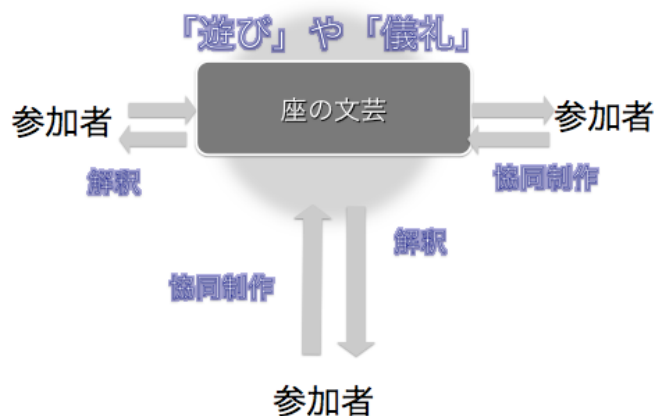 「遊び」や「儀礼」
座の文芸
参加者
参加者
解釈
協同制作
解釈
協同制作
参加者